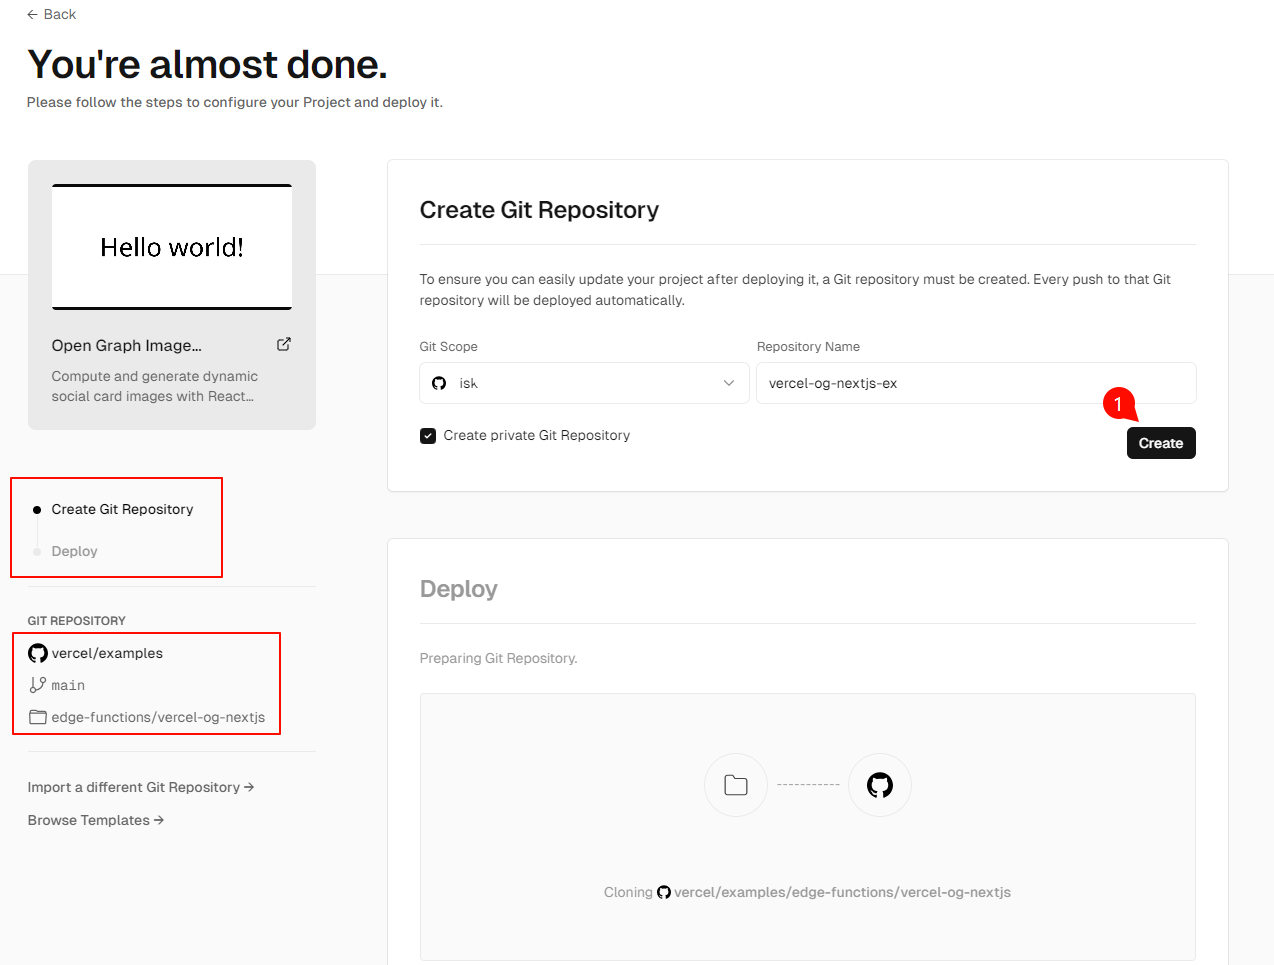 ← Back
You're almost done.
Please follow the steps to configure your Project and deploy it.
Hello world!
Open Graph Image...
Compute and generate dynamic
social card images with React...
Create Git Repository
Deploy
GIT REPOSITORY
vercel/examples
main
edge-functions/vercel-og-nextjs
Import a different Git Repository →
Browse Templates →
Create Git Repository
To ensure you can easily update your project after deploying it, a Git repository must be created. Every push to that Git
repository will be deployed automatically.
Git Scope
Repository Name
isk
vercel-og-nextjs-ex
1
Create private Git Repository
Create
Deploy
Preparing Git Repository.
Cloning vercel/examples/edge-functions/vercel-og-nextjs